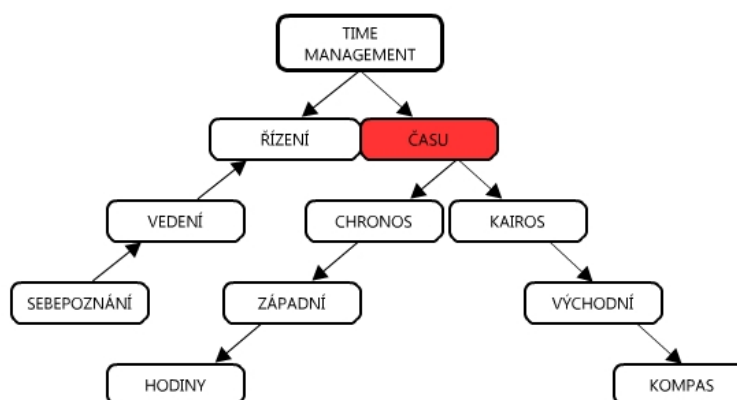 TIME
MANAGEMENT
ŘÍZENÍ
ČASU
VEDENÍ
CHRONOS
KAIROS
SEBEPOZNÁNÍ
ZÁPADNÍ
VÝCHODNÍ
HODINY
KOMPAS